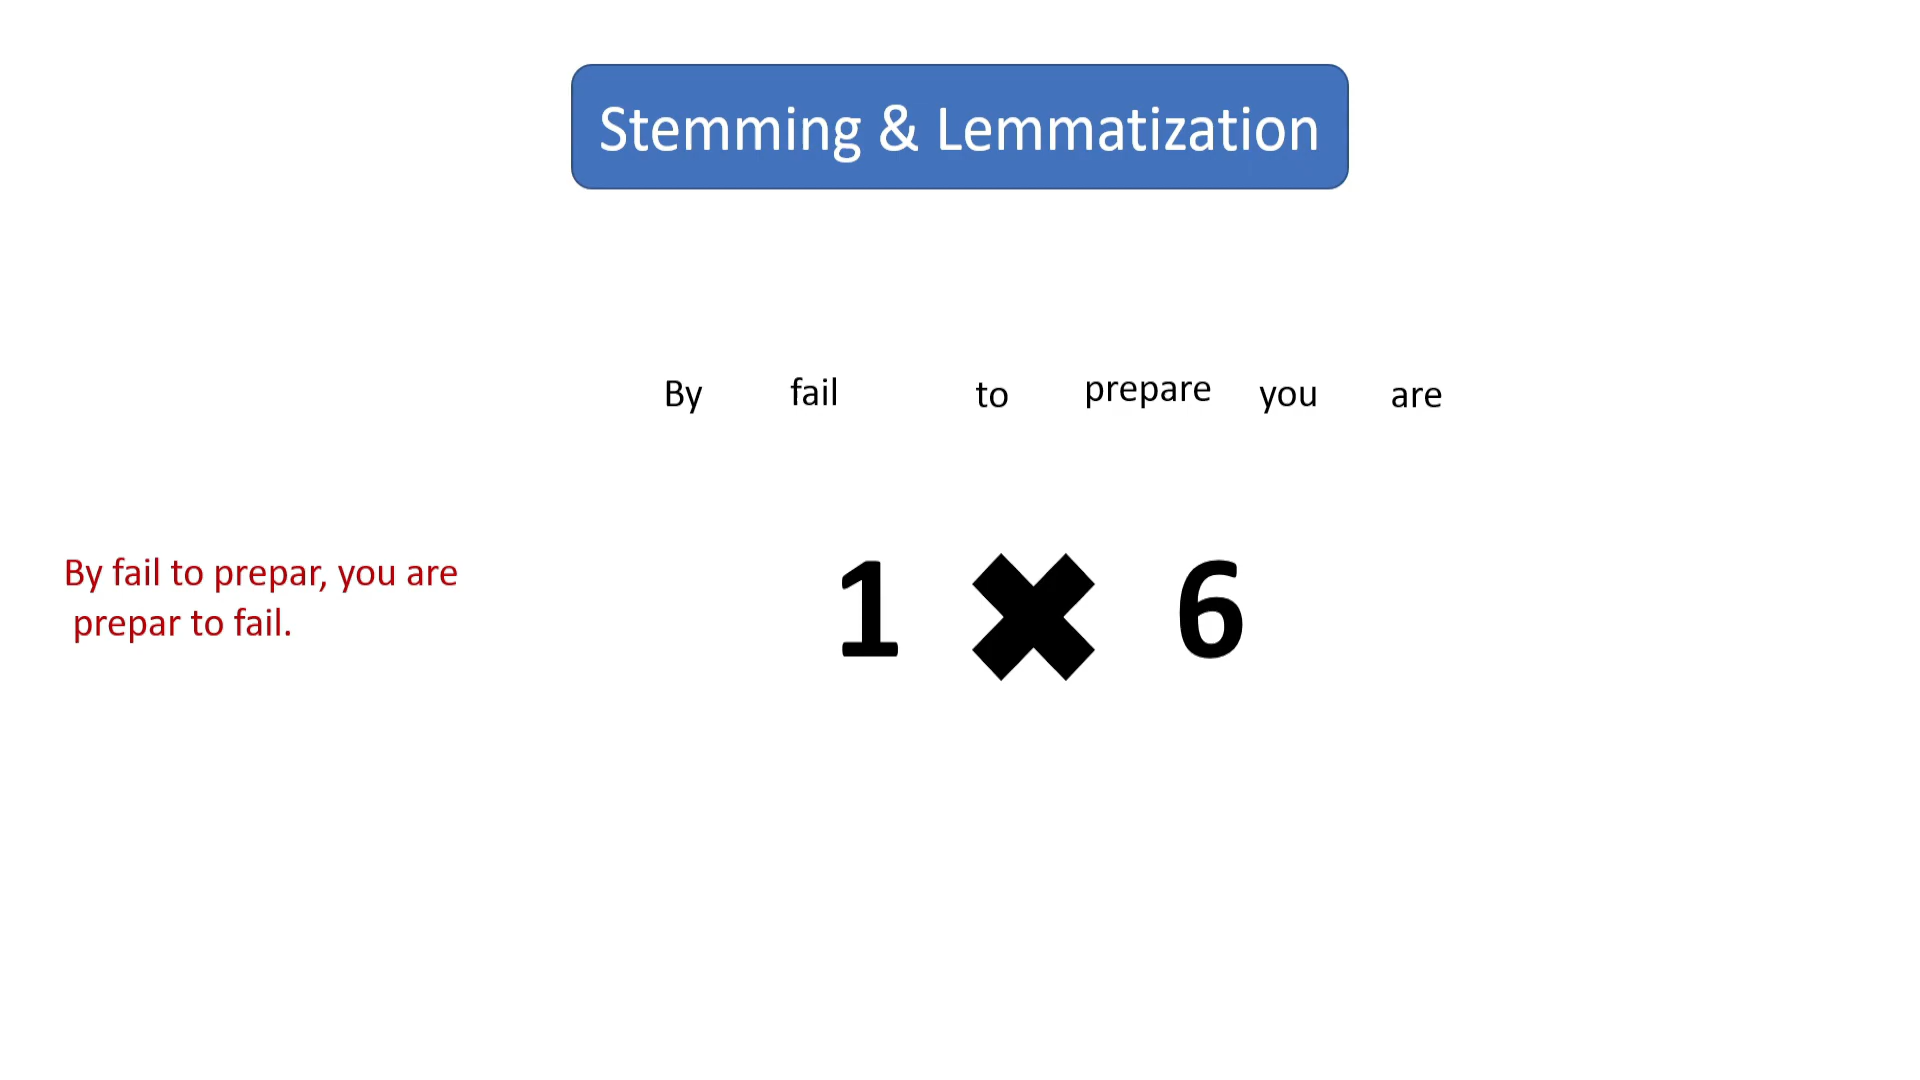 Stemming & Lemmatization
By fail to prepare you are
By fail to prepar, you are
prepar to fail.
1 ✖ 6